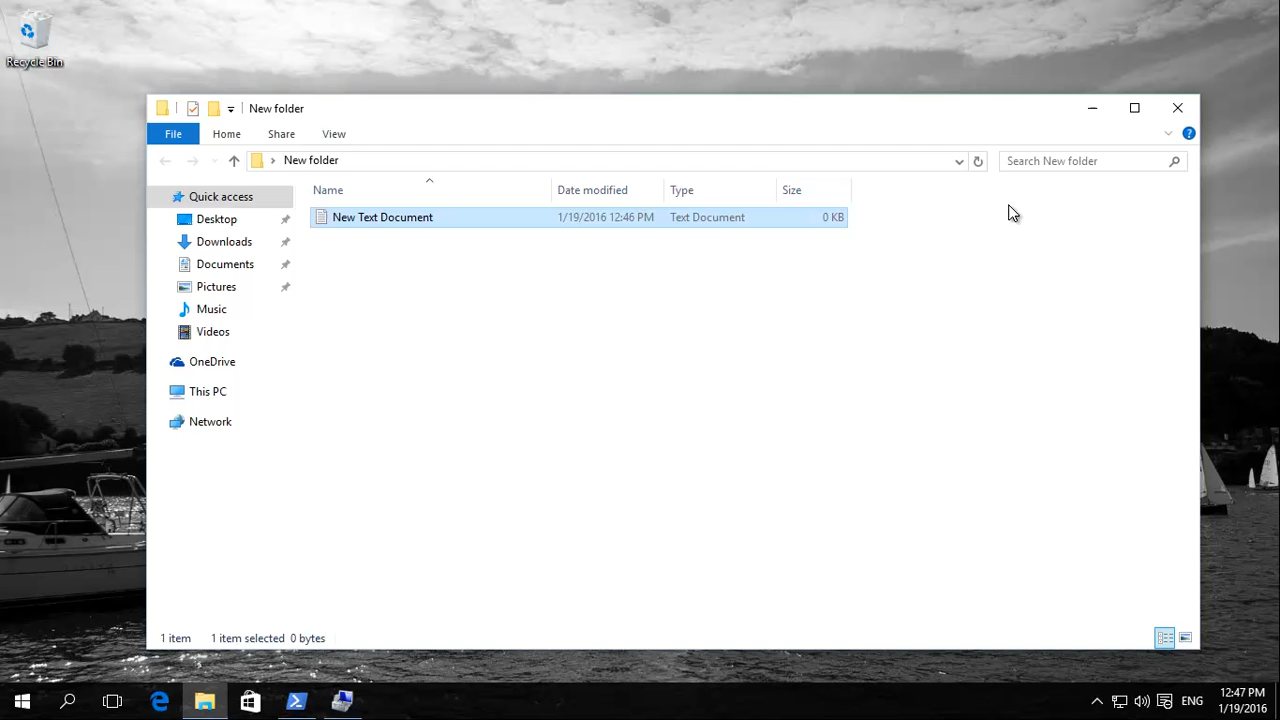 Recycle Bin
New folder
File Home Share View
New folder
Search New folder
Name Date modified Type Size
New Text Document 1/19/2016 12:46 PM Text Document 0 KB
Quick access
Desktop
Downloads
Documents
Pictures
Music
Videos
OneDrive
This PC
Network
1 item 1 item selected 0 bytes
ENG
12:47 PM
1/19/2016